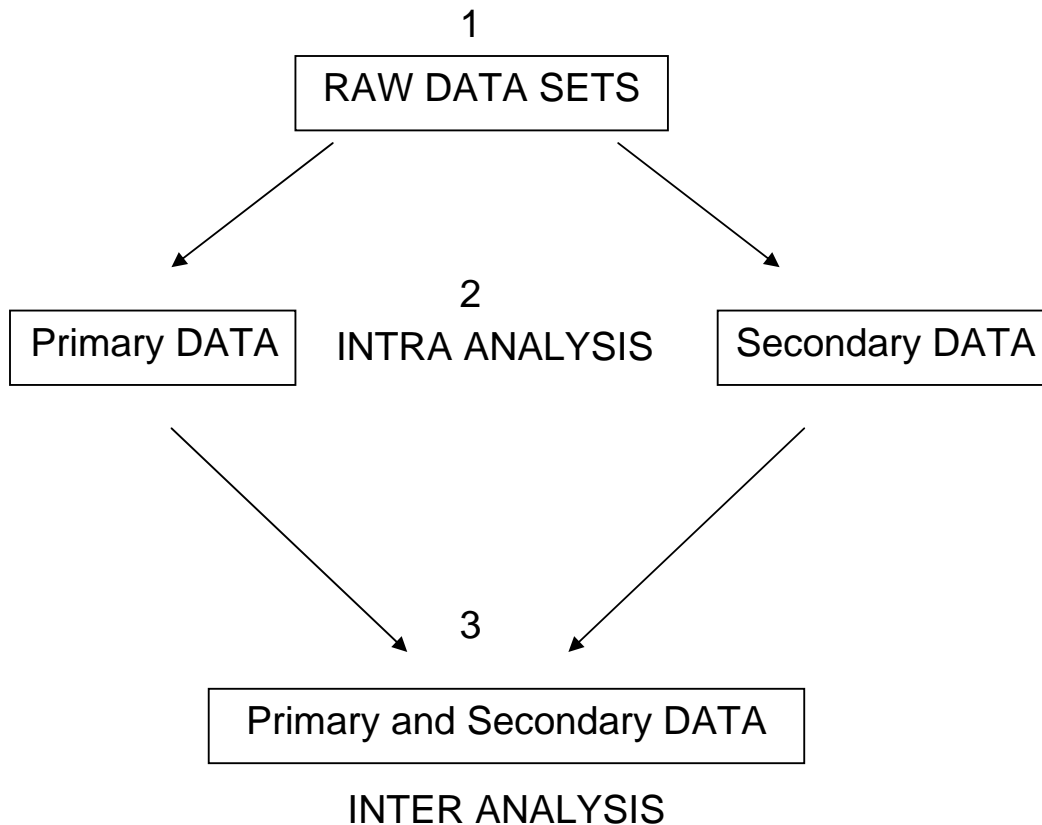 1
RAW DATA SETS
2
Primary DATA
INTRA ANALYSIS
Secondary DATA
3
Primary and Secondary DATA
INTER ANALYSIS